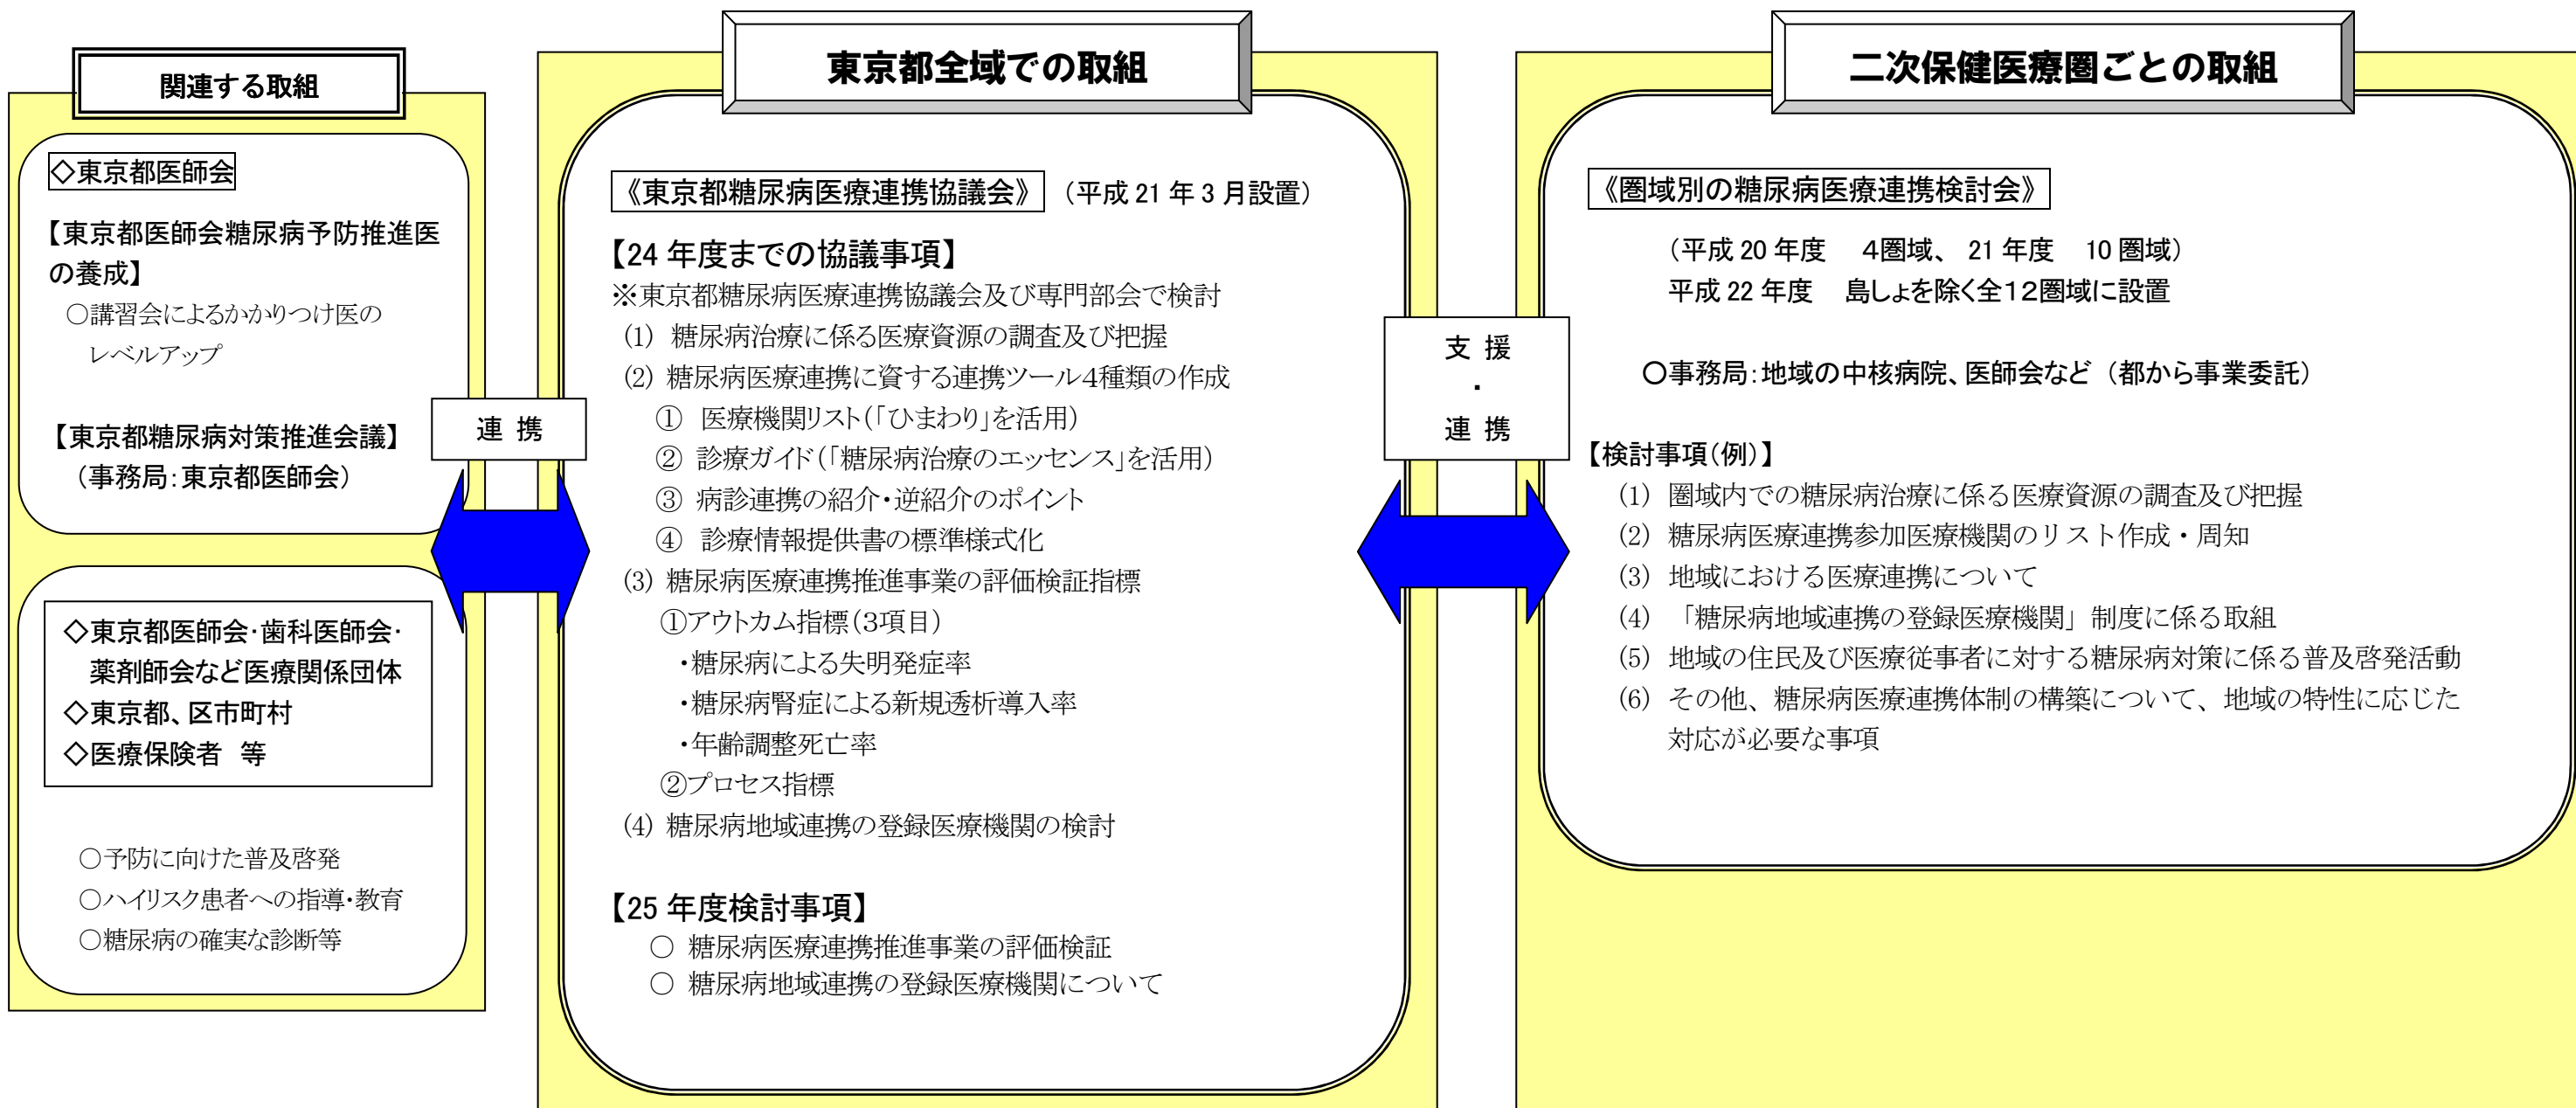 関連する取組
◇東京都医師会
【東京都医師会糖尿病予防推進医
の養成】
○講習会によるかかりつけ医の
レベルアップ
【東京都糖尿病対策推進会議】
（事務局：東京都医師会）
◇東京都医師会・歯科医師会・
薬剤師会など医療関係団体
◇東京都、区市町村
◇医療保険者　等
○予防に向けた普及啓発
○ハイリスク患者への指導・教育
○糖尿病の確実な診断等
連 携
東京都全域での取組
《東京都糖尿病医療連携協議会》 （平成 21 年 3 月設置）
【24 年度までの協議事項】
※東京都糖尿病医療連携協議会及び専門部会で検討
(1) 糖尿病治療に係る医療資源の調査及び把握
(2) 糖尿病医療連携に資する連携ツール4種類の作成
① 医療機関リスト（「ひまわり」を活用）
② 診療ガイド（「糖尿病治療のエッセンス」を活用）
③ 病診連携の紹介・逆紹介のポイント
④ 診療情報提供書の標準様式化
(3) 糖尿病医療連携推進事業の評価検証指標
①アウトカム指標（3項目）
・糖尿病による失明発症率
・糖尿病腎症による新規透析導入率
・年齢調整死亡率
②プロセス指標
(4) 糖尿病地域連携の登録医療機関の検討
【25 年度検討事項】
○ 糖尿病医療連携推進事業の評価検証
○ 糖尿病地域連携の登録医療機関について
支 援
・
連 携
二次保健医療圏ごとの取組
《圏域別の糖尿病医療連携検討会》
（平成 20 年度　4圏域、 21 年度　10 圏域）
平成 22 年度　島しょを除く全12圏域に設置
○事務局：地域の中核病院、医師会など （都から事業委託）
【検討事項（例）】
(1) 圏域内での糖尿病治療に係る医療資源の調査及び把握
(2) 糖尿病医療連携参加医療機関のリスト作成・周知
(3) 地域における医療連携について
(4) 「糖尿病地域連携の登録医療機関」制度に係る取組
(5) 地域の住民及び医療従事者に対する糖尿病対策に係る普及啓発活動
(6) その他、糖尿病医療連携体制の構築について、地域の特性に応じた
対応が必要な事項